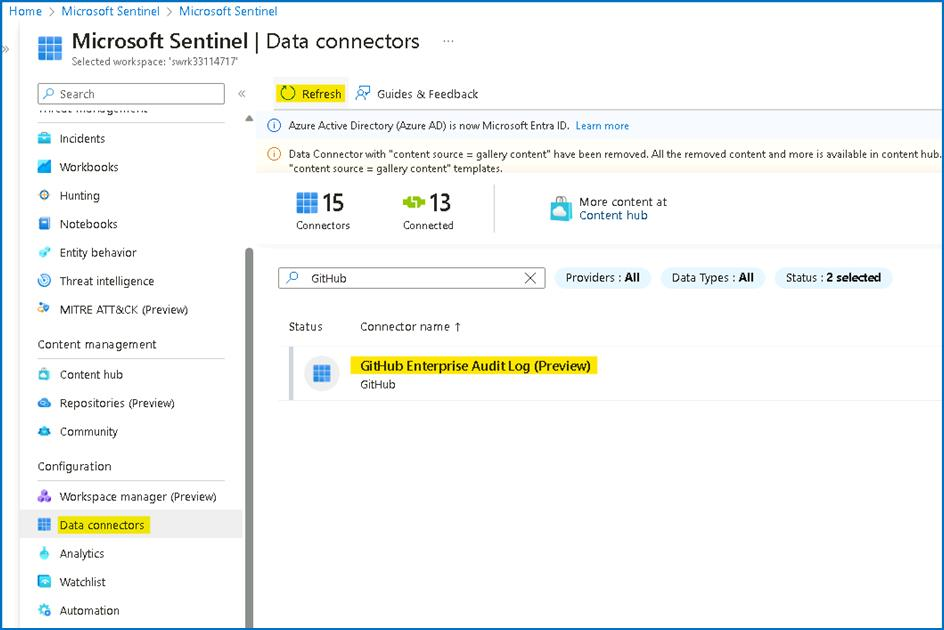 Home > Microsoft Sentinel > Microsoft Sentinel
Microsoft Sentinel | Data connectors ...
Selected workspace: 'swrk33114717'
Search
«
Refresh
Guides & Feedback
Threat management
Incidents
Workbooks
Hunting
Notebooks
Entity behavior
Threat intelligence
MITRE ATT&CK (Preview)
Content management
Content hub
Repositories (Preview)
Community
Configuration
Workspace manager (Preview)
Data connectors
Analytics
Watchlist
Automation
Azure Active Directory (Azure AD) is now Microsoft Entra ID. Learn more
Data Connector with "content source = gallery content" have been removed. All the removed content and more is available in content hub.
"content source = gallery content" templates.
15
Connectors
13
Connected
More content at
Content hub
GitHub
Providers : All
Data Types : All
Status : 2 selected
Status
Connector name ↑
GitHub Enterprise Audit Log (Preview)
GitHub